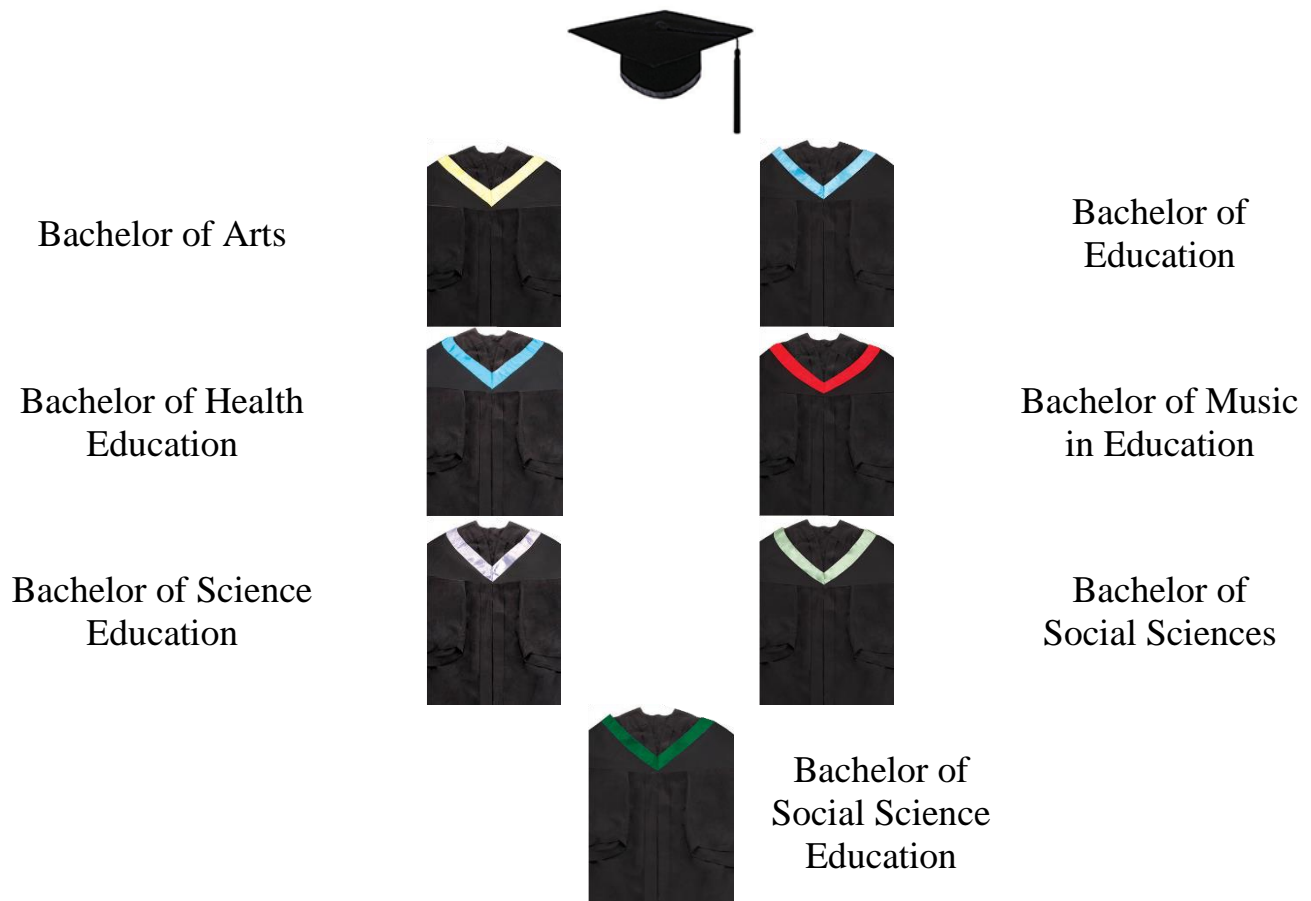 Bachelor of Arts
Bachelor of
Education
Bachelor of Health
Education
Bachelor of Music
in Education
Bachelor of Science
Education
Bachelor of
Social Sciences
Bachelor of
Social Science
Education